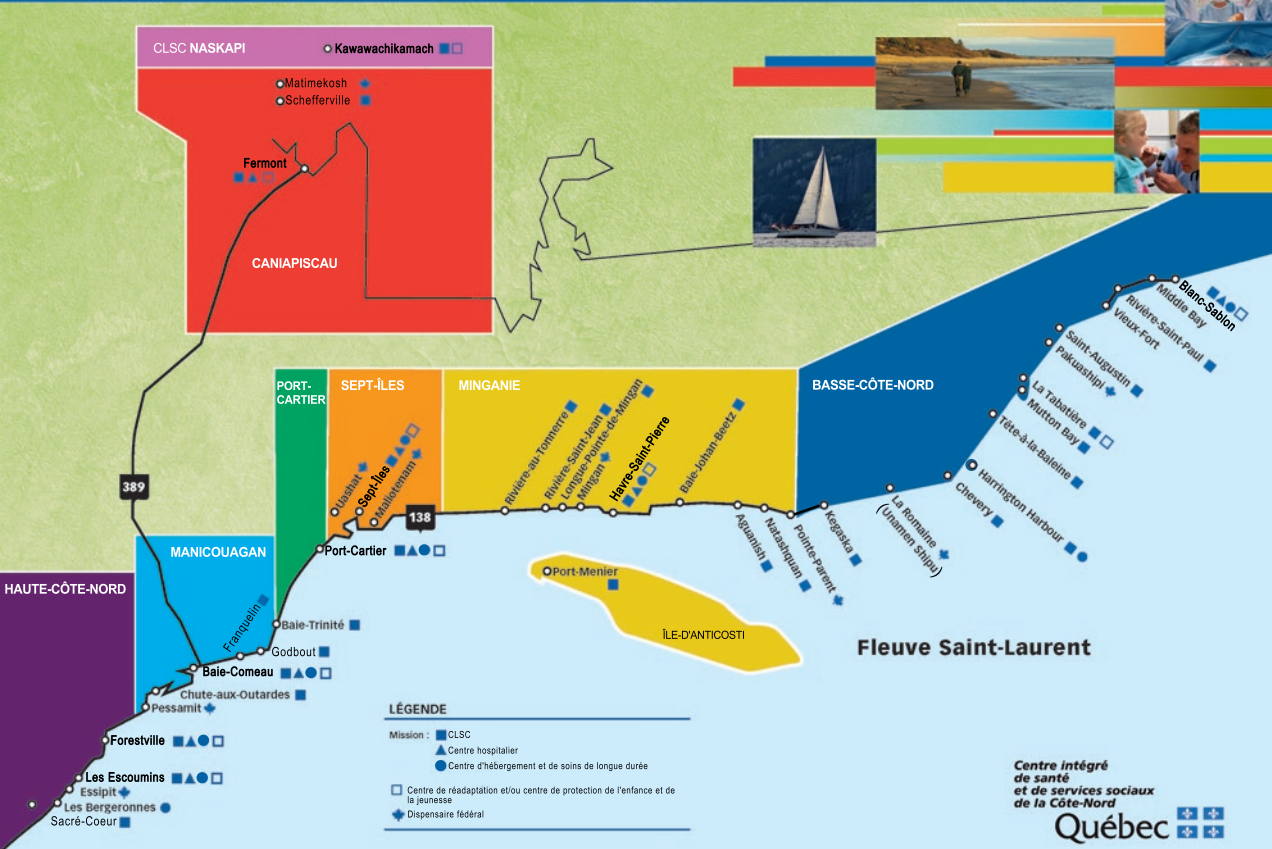 CLSC NASKAPI
Kawawachikamach
Matimekosh
Schefferville
Fermont
CANIAPISCAU
389
PORT-
CARTIER
SEPT-ÎLES
MINGANIE
BASSE-CÔTE-NORD
Uashat
Sept-Îles
Maliotenam
138
Rivière-au-Tonnerre
Rivière-Saint-Jean
Longue-Pointe-de-Mingan
Mingan
Havre-Saint-Pierre
Baie-Johan-Beetz
Aguanish
Natashquan
Pointe-Parent
Kegaska
La Romaine
(Unamen Shipu)
Chevery
Harrington Harbour
Tête-à-la-Baleine
Mutton Bay
La Tabatière
Pakuashipi
Saint-Augustin
Vieux-Fort
Rivière-Saint-Paul
Middle Bay
Blanc-Sablon
Port-Cartier
MANICOUAGAN
HAUTE-CÔTE-NORD
Franquelin
Baie-Trinité
Godbout
Baie-Comeau
Chute-aux-Outardes
Pessamit
Forestville
Les Escoumins
Essipit
Les Bergeronnes
Sacré-Coeur
Port-Menier
ÎLE-D'ANTICOSTI
Fleuve Saint-Laurent
LÉGENDE
Mission : CLSC
Centre hospitalier
Centre d'hébergement et de soins de longue durée
Centre de réadaptation et/ou centre de protection de l'enfance et de
la jeunesse
Dispensaire fédéral
Centre intégré
de santé
et de services sociaux
de la Côte-Nord
Québec